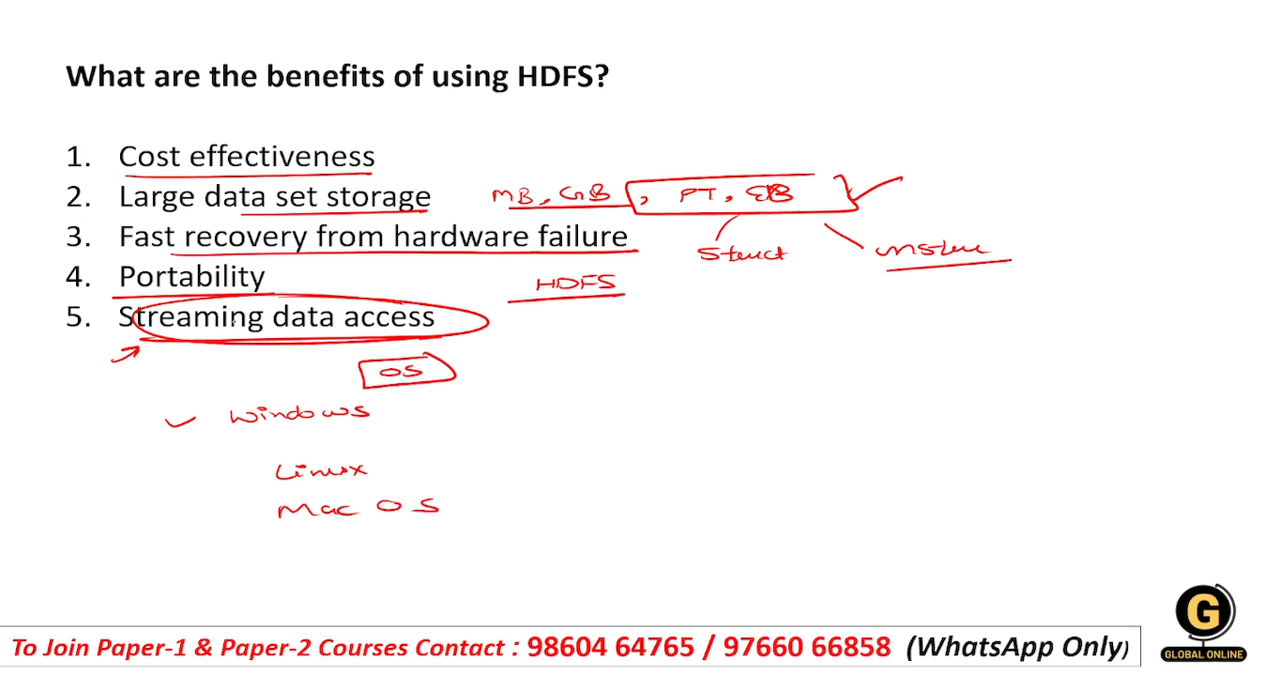 What are the benefits of using HDFS?
1. Cost effectiveness
2. Large data set storage MB, GB, PT, EB
3. Fast recovery from hardware failure Struct unstruc
4. Portability HDFS
5. Streaming data access
OS
Windows
Linux
Mac OS
To Join Paper-1 & Paper-2 Courses Contact : 98604 64765 / 97660 66858 (WhatsApp Only)
G
GLOBAL ONLINE